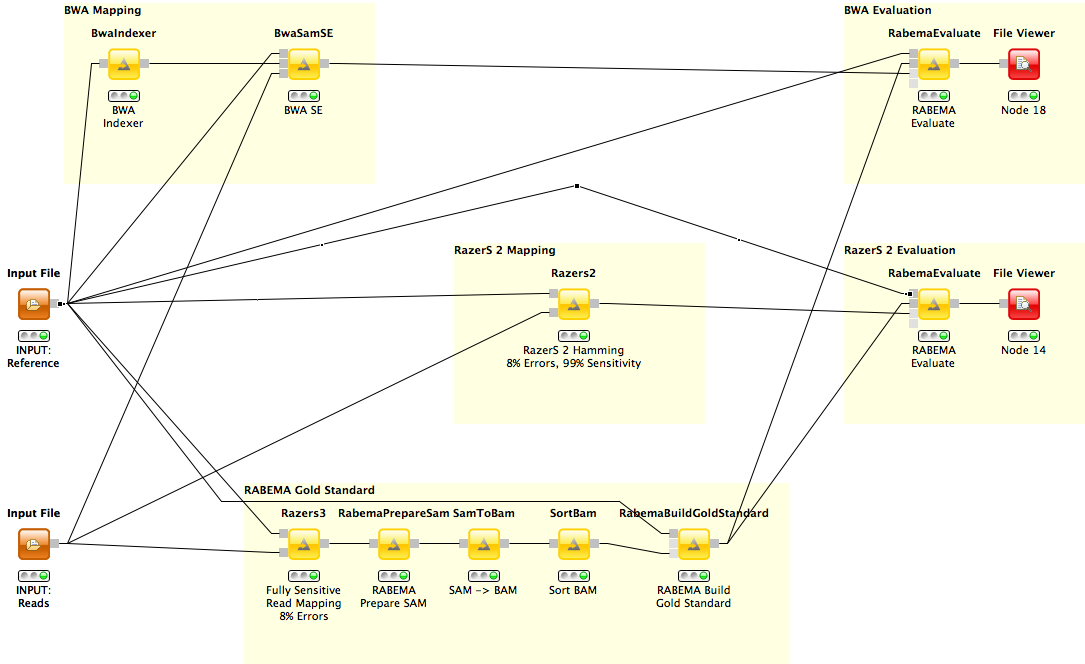 BWA Mapping
BWA Evaluation
BwaIndexer
BwaSamSE
RabemaEvaluate
File Viewer
BWA
Indexer
BWA SE
RABEMA
Evaluate
Node 18
RazerS 2 Mapping
RazerS 2 Evaluation
Input File
Razers2
RabemaEvaluate
File Viewer
INPUT:
Reference
RazerS 2 Hamming
8% Errors, 99% Sensitivity
RABEMA
Evaluate
Node 14
RABEMA Gold Standard
Input File
Razers3
RabemaPrepareSam
SamToBam
SortBam
RabemaBuildGoldStandard
INPUT:
Reads
Fully Sensitive
Read Mapping
8% Errors
RABEMA
Prepare SAM
SAM -> BAM
Sort BAM
RABEMA Build
Gold Standard